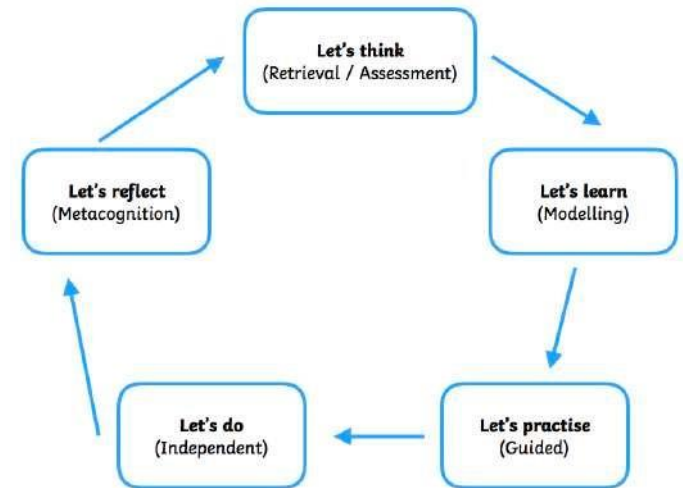 Let's think
(Retrieval / Assessment)
Let's learn
(Modelling)
Let's practise
(Guided)
Let's do
(Independent)
Let's reflect
(Metacognition)